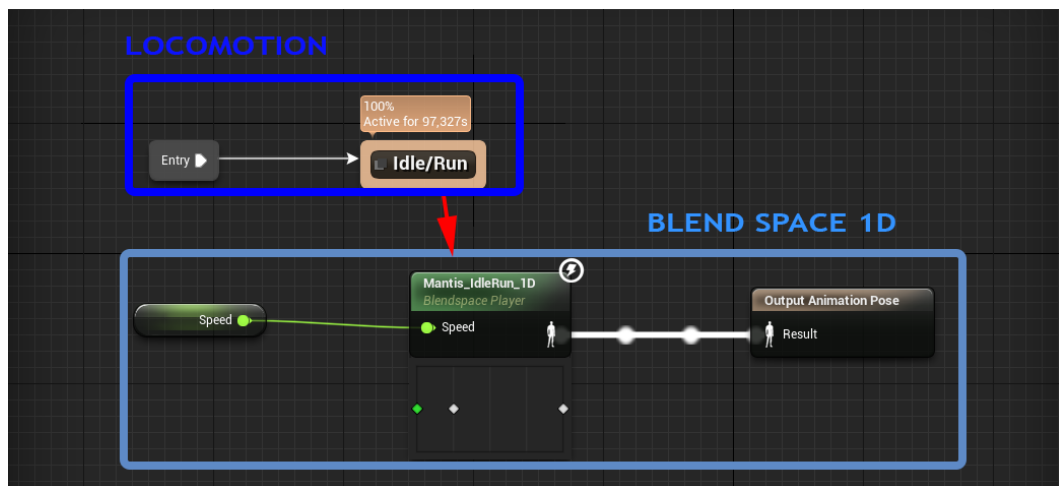 LOCOMOTION
100%
Active for 97,327s
Entry
Idle/Run
BLEND SPACE 1D
Mantis_IdleRun_1D
Blendspace Player
Speed
Speed
Output Animation Pose
Result